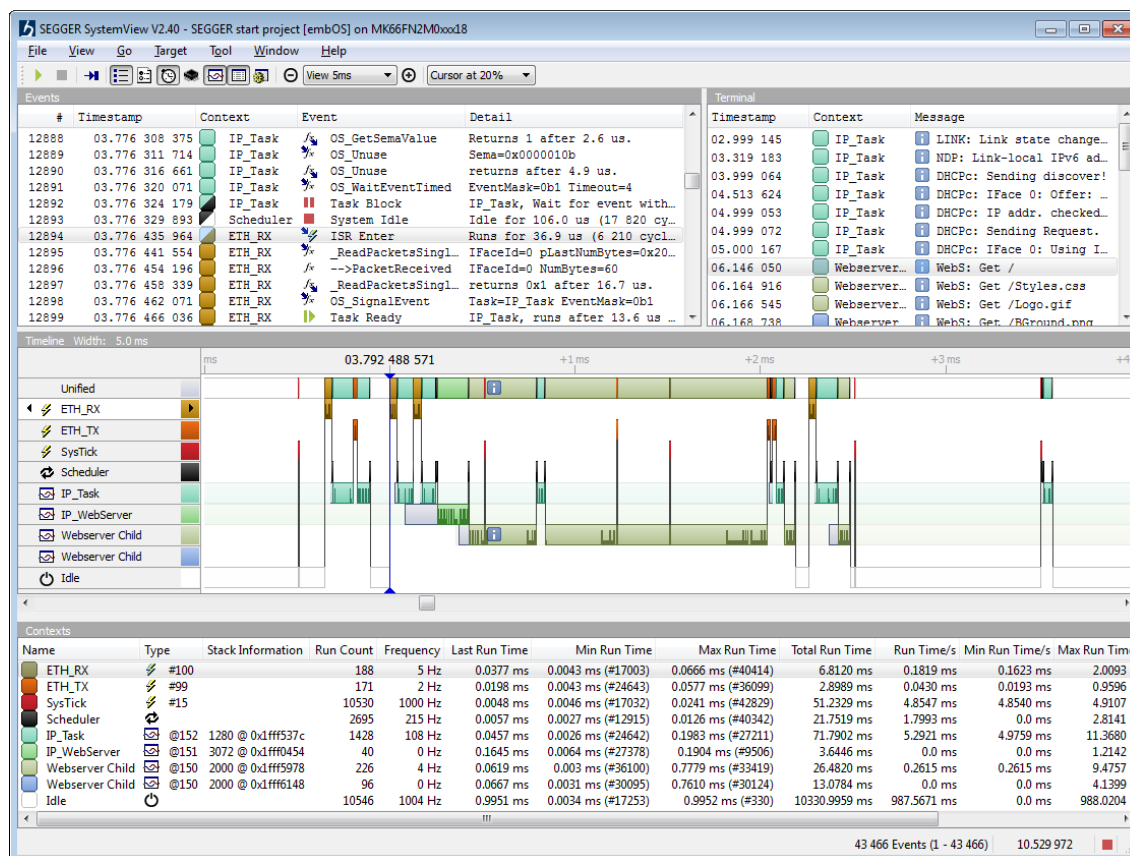 SEGGER SystemView V2.40 - SEGGER start project [embOS] on MK66FN2M0xxx18
File View Go Target Tool Window Help
View 5ms Cursor at 20%
Events
# Timestamp Context Event Detail
12888 03.776 308 375 IP_Task OS_GetSemaValue Returns 1 after 2.6 us.
12889 03.776 311 714 IP_Task OS_Unuse Sema=0x0000010b
12890 03.776 316 661 IP_Task OS_Unuse returns after 4.9 us.
12891 03.776 320 071 IP_Task OS_WaitEventTimed EventMask=0b1 Timeout=4
12892 03.776 324 179 IP_Task Task Block IP_Task, Wait for event with...
12893 03.776 329 893 Scheduler System Idle Idle for 106.0 us (17 820 cy...
12894 03.776 435 964 ETH_RX ISR Enter Runs for 36.9 us (6 210 cycl...
12895 03.776 441 554 ETH_RX _ReadPacketsSingl... IFaceId=0 pLastNumBytes=0x20...
12896 03.776 454 196 ETH_RX -->PacketReceived IFaceId=0 NumBytes=60
12897 03.776 458 339 ETH_RX _ReadPacketsSingl... returns 0x1 after 16.7 us.
12898 03.776 462 071 ETH_RX OS_SignalEvent Task=IP_Task EventMask=0b1
12899 03.776 466 036 ETH_RX Task Ready IP_Task, runs after 13.6 us ...
Terminal
Timestamp Context Message
02.999 145 IP_Task LINK: Link state change...
03.319 183 IP_Task NDP: Link-local IPv6 ad...
03.999 064 IP_Task DHCPc: Sending discover!
04.513 624 IP_Task DHCPc: IFace 0: Offer: ...
04.999 053 IP_Task DHCPc: IP addr. checked...
04.999 072 IP_Task DHCPc: Sending Request.
05.000 167 IP_Task DHCPc: IFace 0: Using I...
06.146 050 Webserver... WebS: Get /
06.164 916 Webserver... WebS: Get /Styles.css
06.166 545 Webserver... WebS: Get /Logo.gif
06.168 738 Webserver WebS: Get /BGround.png
Timeline Width: 5.0 ms
ms 03.792 488 571 +1 ms +2 ms +3 ms +4
Unified
ETH_RX
ETH_TX
SysTick
Scheduler
IP_Task
IP_WebServer
Webserver Child
Webserver Child
Idle
Contexts
Name Type Stack Information Run Count Frequency Last Run Time Min Run Time Max Run Time Total Run Time Run Time/s Min Run Time/s Max Run Time
ETH_RX #100 188 5 Hz 0.0377 ms 0.0043 ms (#17003) 0.0666 ms (#40414) 6.8120 ms 0.1819 ms 0.1623 ms 2.0093
ETH_TX #99 171 2 Hz 0.0198 ms 0.0043 ms (#24643) 0.0577 ms (#36099) 2.8989 ms 0.0430 ms 0.0193 ms 0.9596
SysTick #15 10530 1000 Hz 0.0048 ms 0.0046 ms (#17032) 0.0241 ms (#42829) 51.2329 ms 4.8547 ms 4.8540 ms 4.9107
Scheduler 2695 215 Hz 0.0057 ms 0.0027 ms (#12915) 0.0126 ms (#40342) 21.7519 ms 1.7993 ms 0.0 ms 2.8141
IP_Task @152 1280 @ 0x1fff537c 1428 108 Hz 0.0457 ms 0.0026 ms (#24642) 0.1983 ms (#27211) 71.7902 ms 5.2921 ms 4.9759 ms 11.3680
IP_WebServer @151 3072 @ 0x1fff0454 40 0 Hz 0.1645 ms 0.0064 ms (#27378) 0.1904 ms (#9506) 3.6446 ms 0.0 ms 0.0 ms 1.2142
Webserver Child @150 2000 @ 0x1fff5978 226 4 Hz 0.0619 ms 0.003 ms (#36100) 0.7779 ms (#33419) 26.4820 ms 0.2615 ms 0.2615 ms 9.4757
Webserver Child @150 2000 @ 0x1fff6148 96 0 Hz 0.0667 ms 0.0031 ms (#30095) 0.7610 ms (#30124) 13.0784 ms 0.0 ms 0.0 ms 4.1399
Idle 10546 1004 Hz 0.9951 ms 0.0034 ms (#17253) 0.9952 ms (#330) 10330.9959 ms 987.5671 ms 0.0 ms 988.0204
43 466 Events (1 - 43 466) 10.529 972